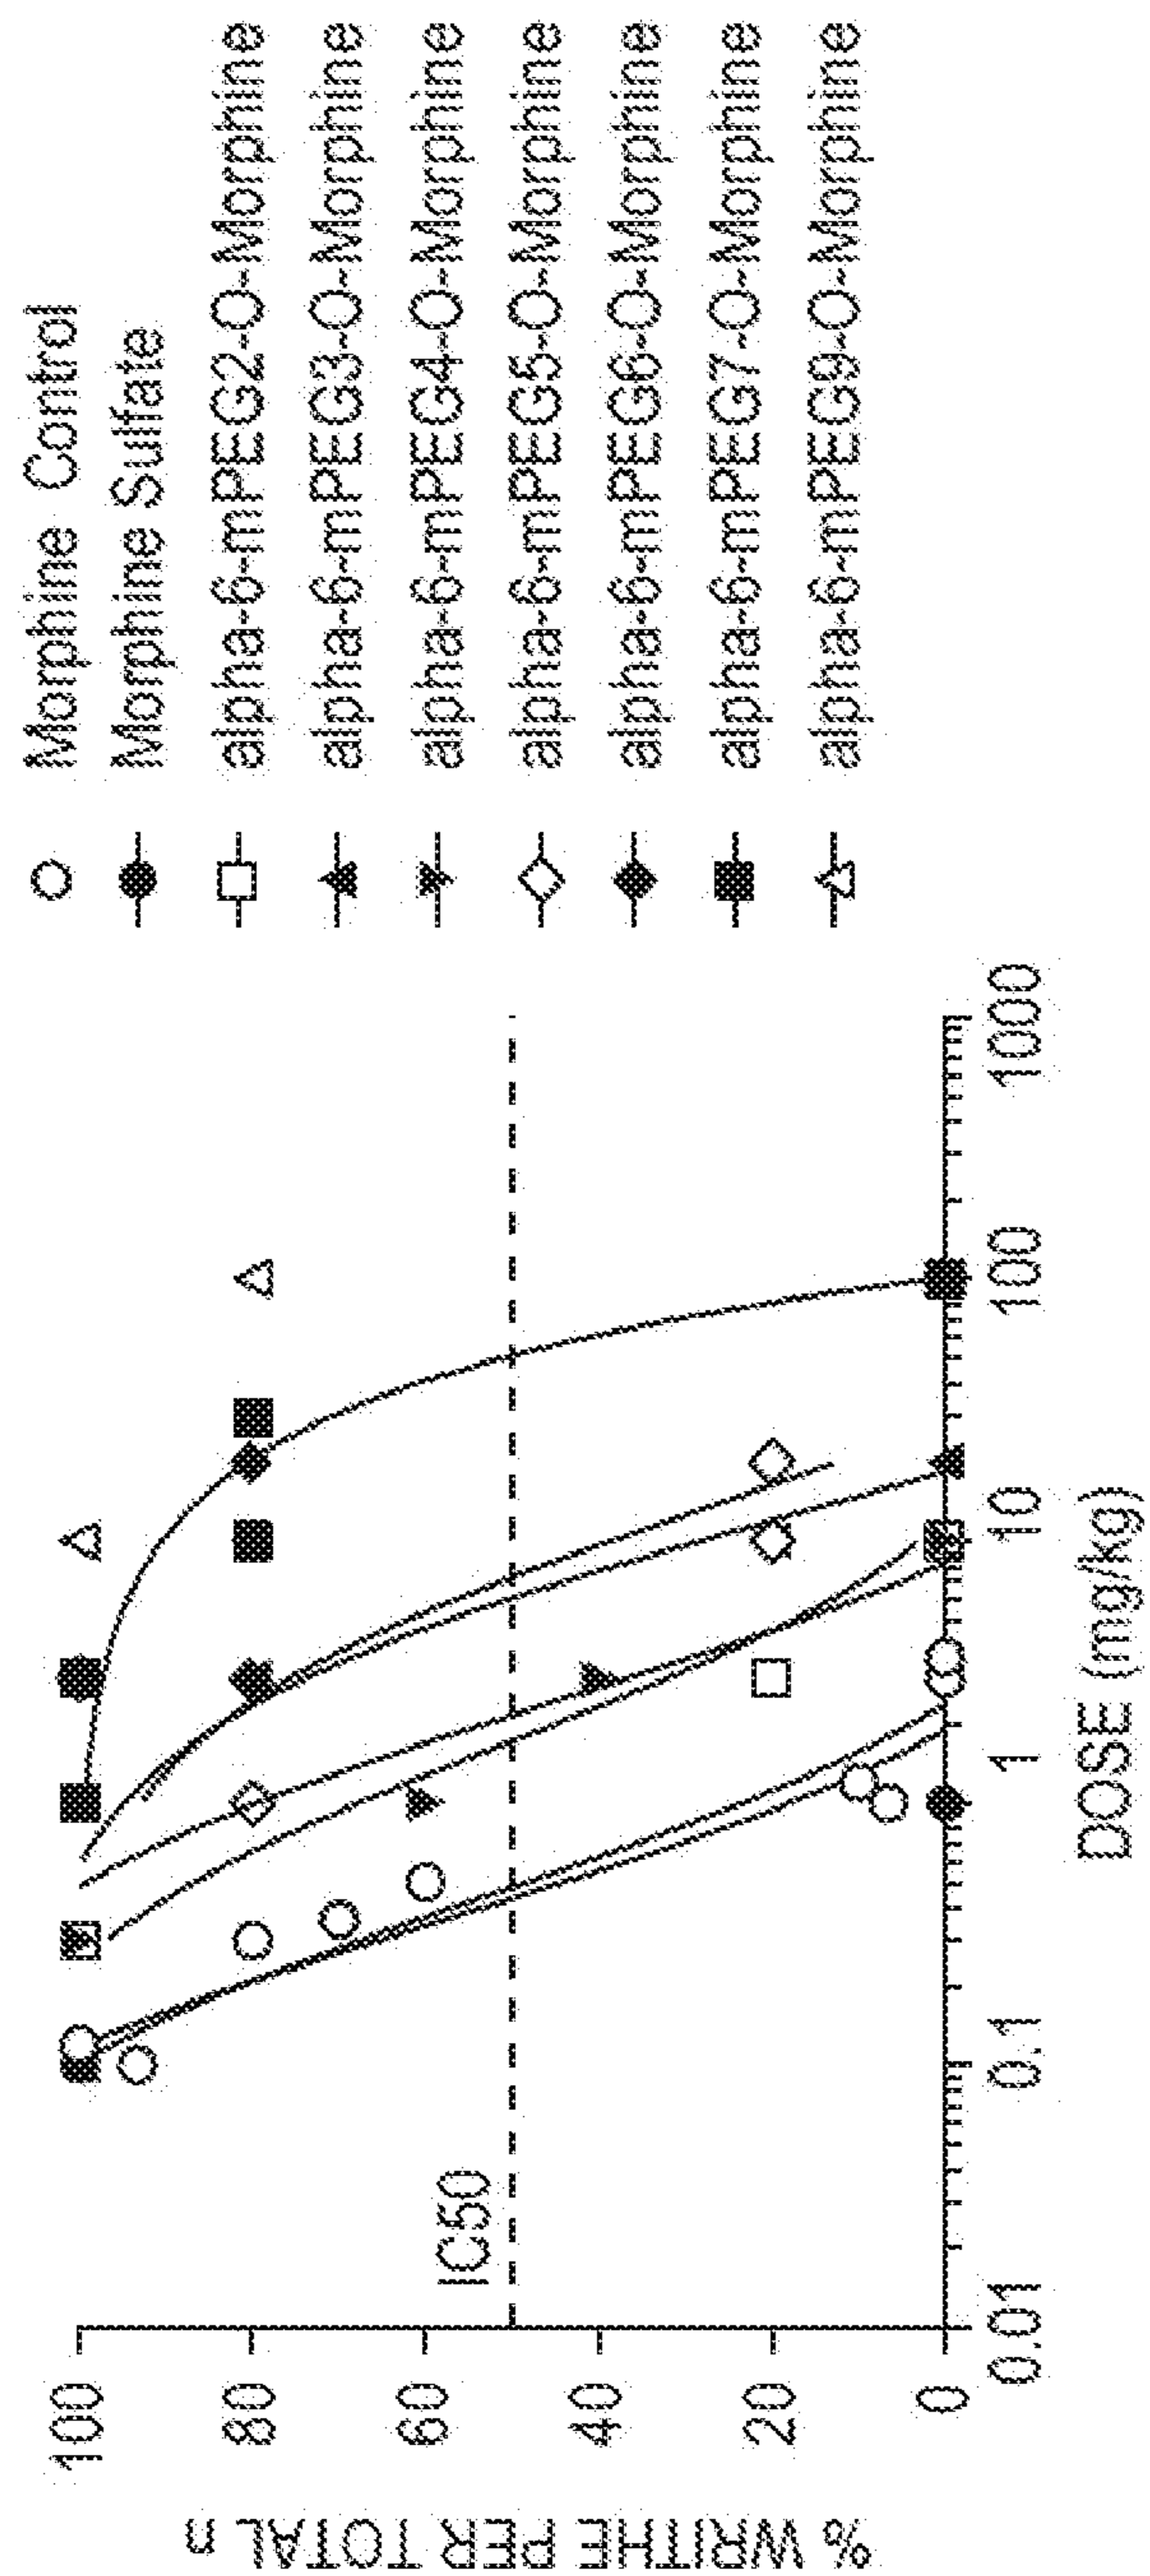 % WRITHE PER TOTAL n
100
80
60
40
20
0
IC50
0.01
0.1
1
10
100
1000
DOSE (mg/kg)
Morphine Control
Morphine Sulfate
alpha-6-mPEG2-O-Morphine
alpha-6-mPEG3-O-Morphine
alpha-6-mPEG4-O-Morphine
alpha-6-mPEG5-O-Morphine
alpha-6-mPEG6-O-Morphine
alpha-6-mPEG7-O-Morphine
alpha-6-mPEG9-O-Morphine